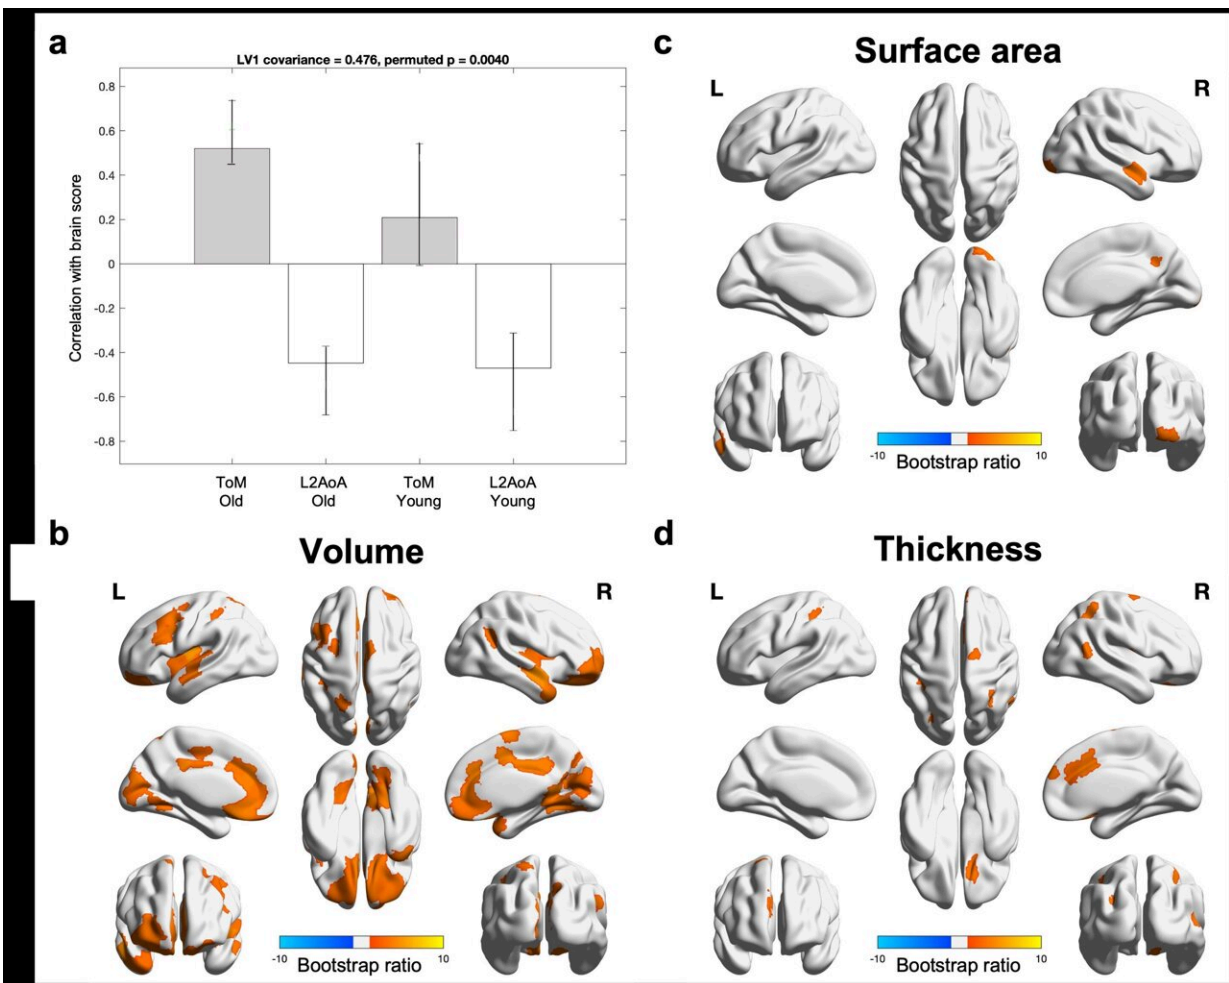 a
LV1 covariance = 0.476, permuted p = 0.0040
Correlation with brain score
0.8
0.6
0.4
0.2
0
-0.2
-0.4
-0.6
-0.8
ToM
Old
L2AoA
Old
ToM
Young
L2AoA
Young
c
Surface area
L R
-10 10
Bootstrap ratio
b
Volume
L R
-10 10
Bootstrap ratio
d
Thickness
L R
-10 10
Bootstrap ratio